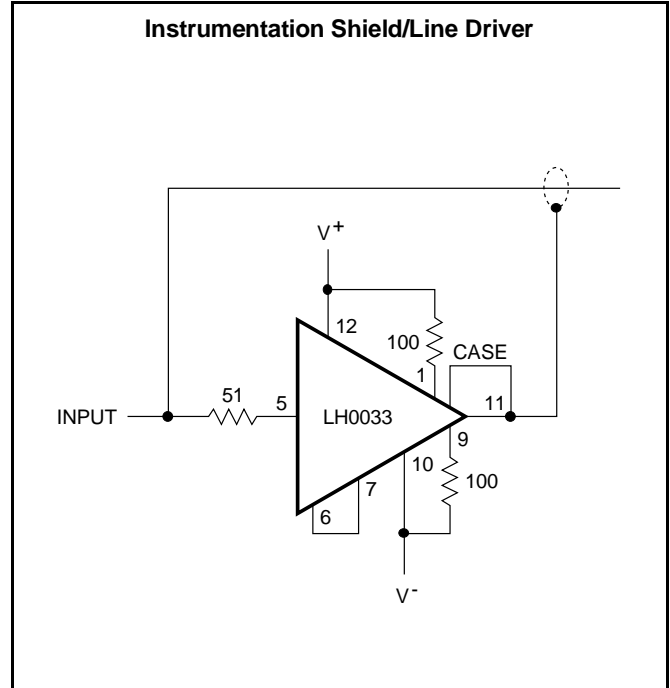 Instrumentation Shield/Line Driver
V+
12
100
CASE
1
51
INPUT
5
LH0033
11
9
10
7
100
6
V-